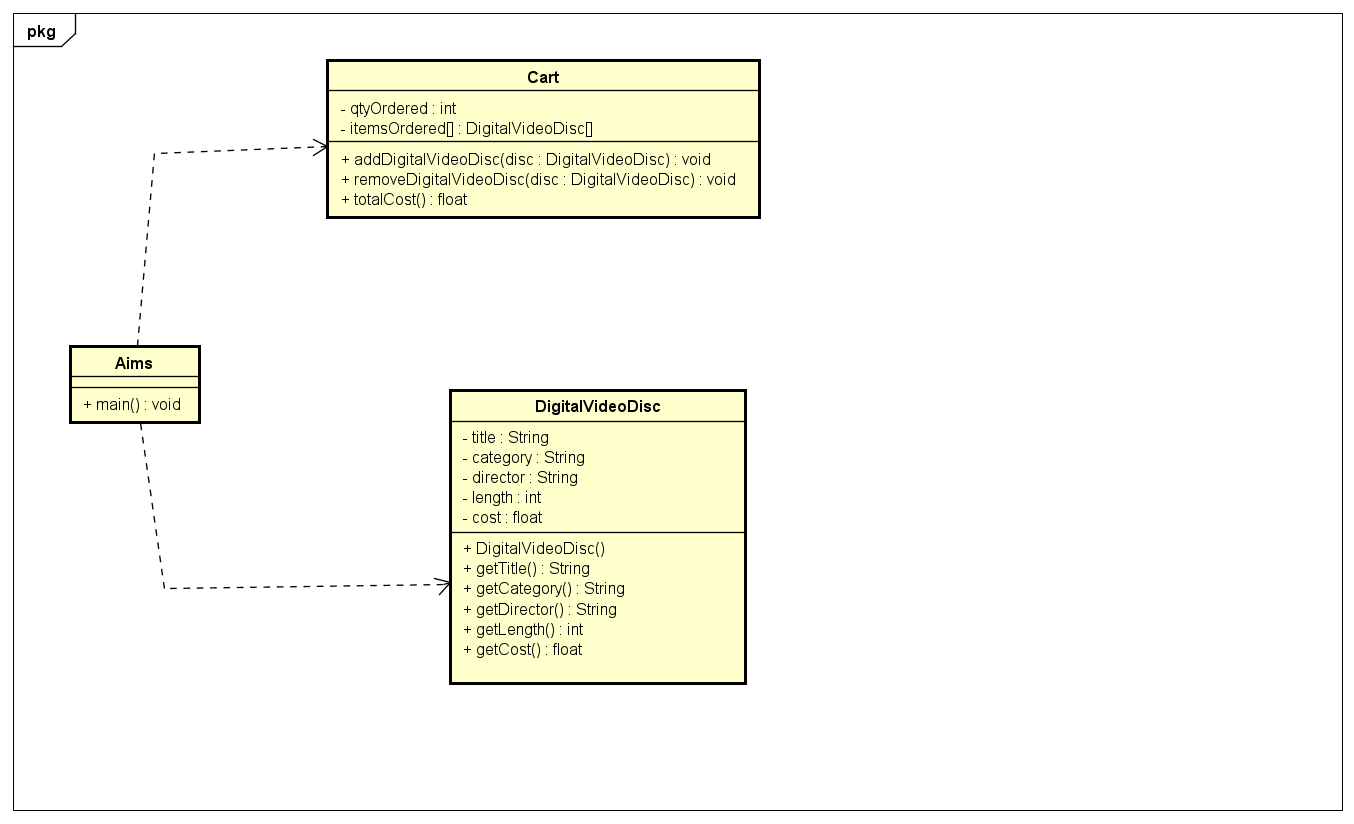 pkg
Cart
- qtyOrdered : int
- itemsOrdered[] : DigitalVideoDisc[]
+ addDigitalVideoDisc(disc : DigitalVideoDisc) : void
+ removeDigitalVideoDisc(disc : DigitalVideoDisc) : void
+ totalCost() : float
Aims
+ main() : void
DigitalVideoDisc
- title : String
- category : String
- director : String
- length : int
- cost : float
+ DigitalVideoDisc()
+ getTitle() : String
+ getCategory() : String
+ getDirector() : String
+ getLength() : int
+ getCost() : float